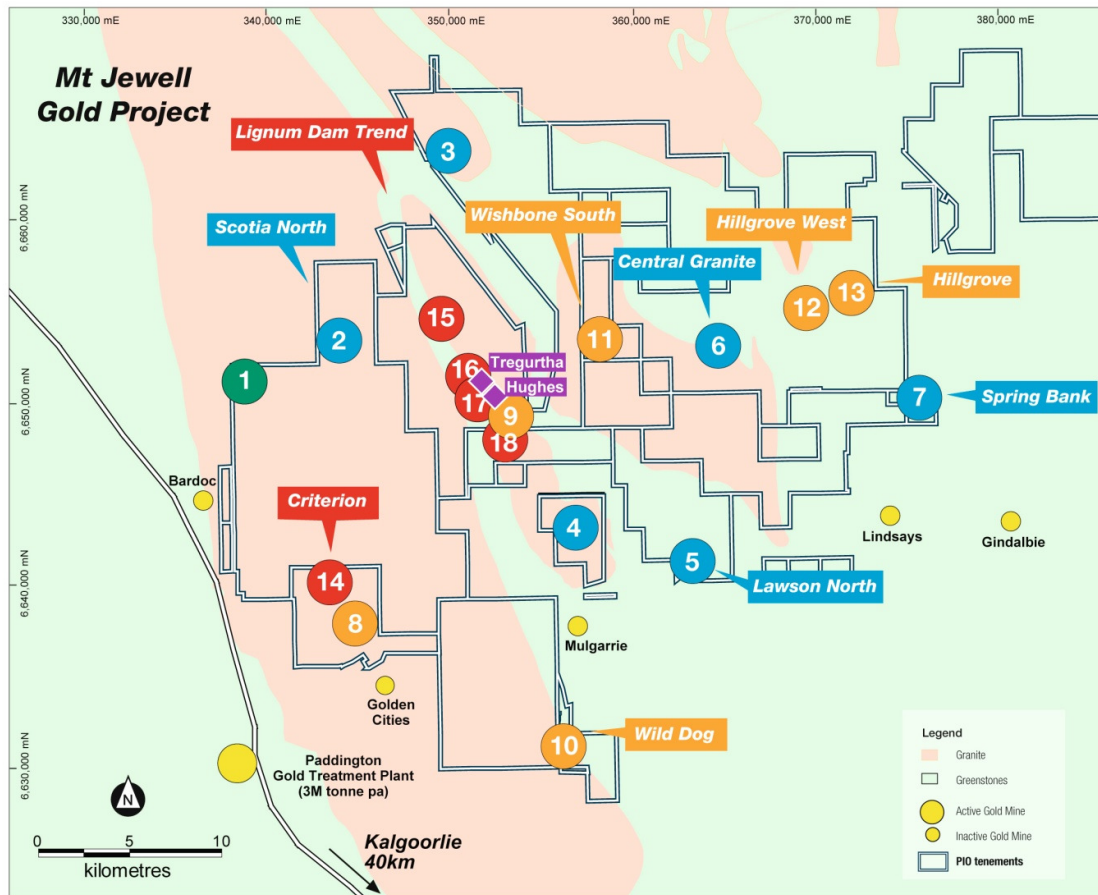 330,000 mE
340,000 mE
350,000 mE
360,000 mE
370,000 mE
380,000 mE
Mt Jewell
Gold Project
Lignum Dam Trend
3
6,660,000 mN
Scotia North
Wishbone South
Hillgrove West
Central Granite
Hillgrove
15
12
13
2
11
6
1
16
Tregurtha
Hughes
17
9
18
7
Spring Bank
6,650,000 mN
Bardoc
Criterion
4
Lindsays
Gindalbie
5
Lawson North
14
6,640,000 mN
8
Mulgarrie
Golden
Cities
10
Wild Dog
Paddington
Gold Treatment Plant
(3M tonne pa)
6,630,000 mN
N
0
5
10
kilometres
Kalgoorlie
40km
Legend
Granite
Greenstones
Active Gold Mine
Inactive Gold Mine
PIO tenements